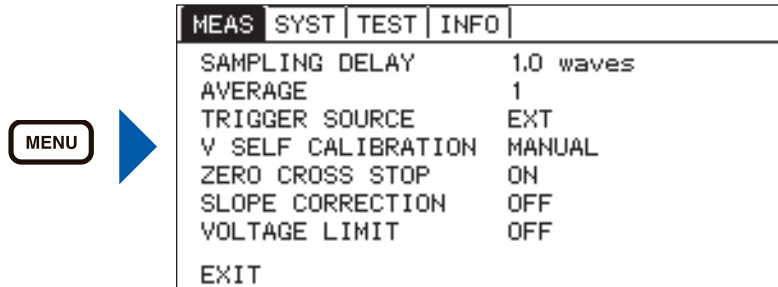 MENU
MEAS SYST TEST INFO
SAMPLING DELAY 1.0 waves
AVERAGE 1
TRIGGER SOURCE EXT
V SELF CALIBRATION MANUAL
ZERO CROSS STOP ON
SLOPE CORRECTION OFF
VOLTAGE LIMIT OFF
EXIT